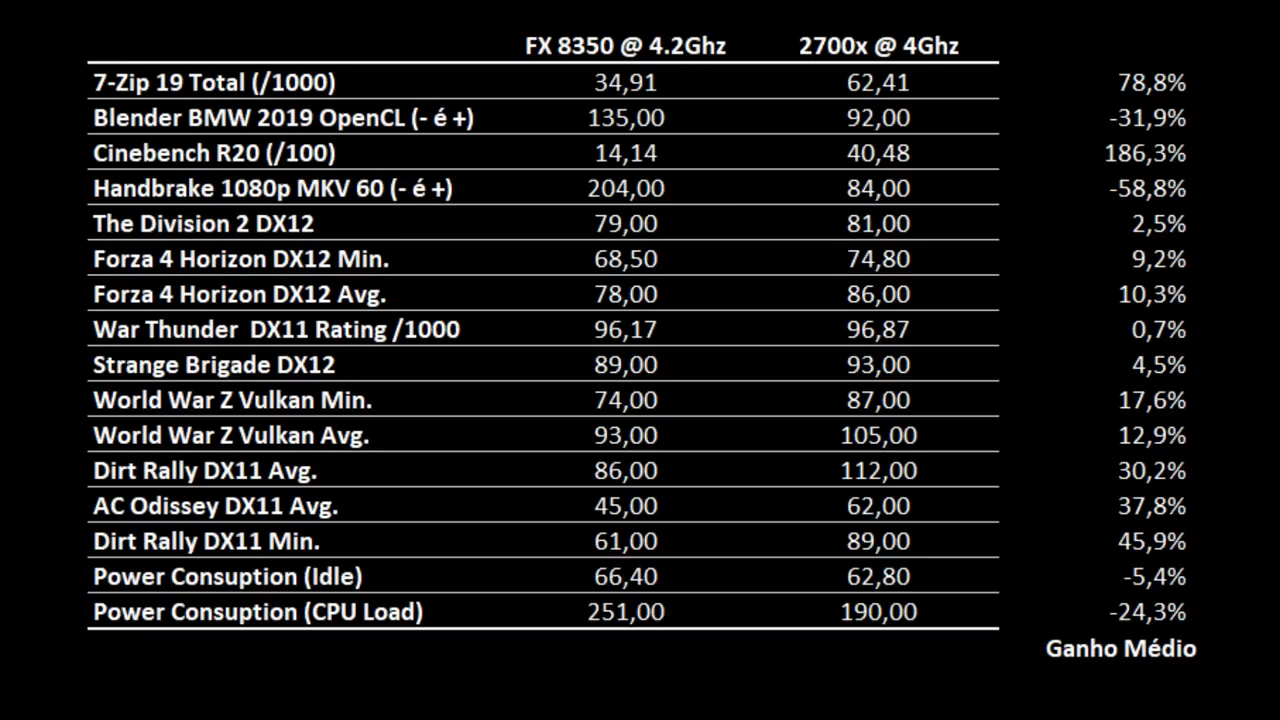 FX 8350 @ 4.2Ghz 2700x @ 4Ghz
7-Zip 19 Total (/1000) 34,91 62,41 78,8%
Blender BMW 2019 OpenCL (- é +) 135,00 92,00 -31,9%
Cinebench R20 (/100) 14,14 40,48 186,3%
Handbrake 1080p MKV 60 (- é +) 204,00 84,00 -58,8%
The Division 2 DX12 79,00 81,00 2,5%
Forza 4 Horizon DX12 Min. 68,50 74,80 9,2%
Forza 4 Horizon DX12 Avg. 78,00 86,00 10,3%
War Thunder  DX11 Rating /1000 96,17 96,87 0,7%
Strange Brigade DX12 89,00 93,00 4,5%
World War Z Vulkan Min. 74,00 87,00 17,6%
World War Z Vulkan Avg. 93,00 105,00 12,9%
Dirt Rally DX11 Avg. 86,00 112,00 30,2%
AC Odissey DX11 Avg. 45,00 62,00 37,8%
Dirt Rally DX11 Min. 61,00 89,00 45,9%
Power Consuption (Idle) 66,40 62,80 -5,4%
Power Consuption (CPU Load) 251,00 190,00 -24,3%
Ganho Médio